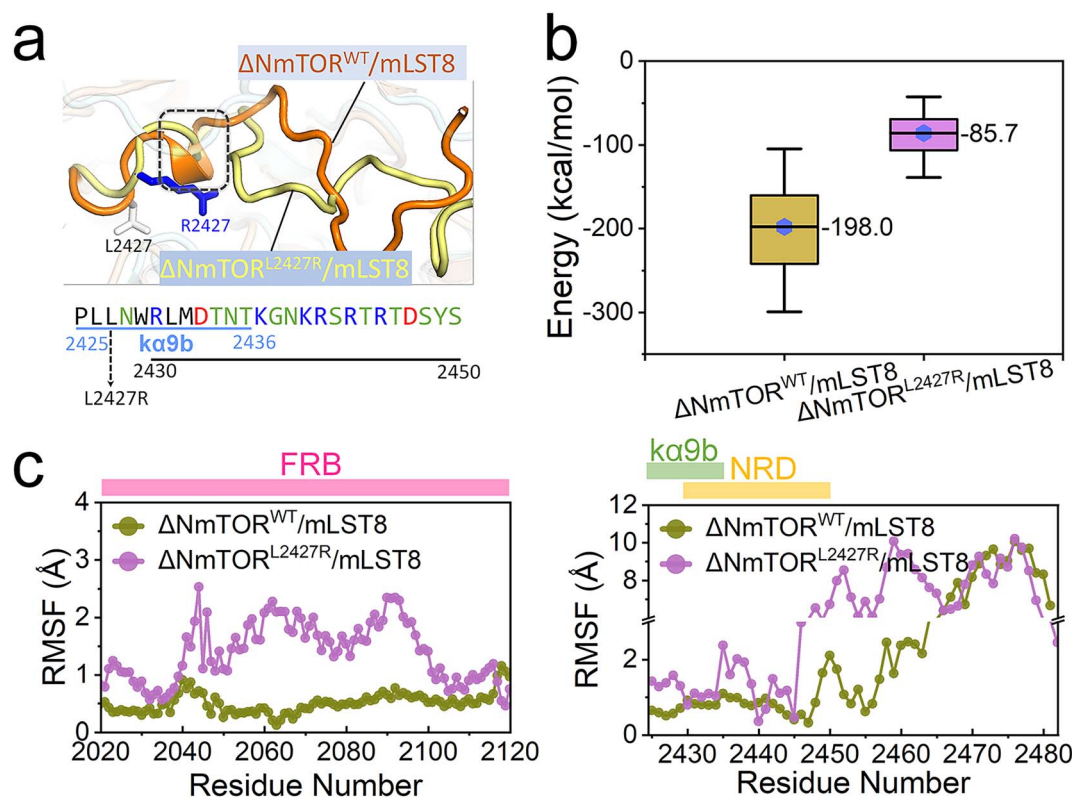 a
ΔNmTORWT/mLST8
L2427
R2427
ΔNmTORL2427R/mLST8
PLLNWRLMDTNTKGNKRSRTRTDSYS
2425 kα9b 2436
2430 2450
L2427R
b
Energy (kcal/mol)
0
-100
-200
-300
-198.0
-85.7
ΔNmTORWT/mLST8
ΔNmTORL2427R/mLST8
c
FRB
RMSF (Å)
4
3
2
1
0
ΔNmTORWT/mLST8
ΔNmTORL2427R/mLST8
2020 2040 2060 2080 2100 2120
Residue Number
kα9b
NRD
RMSF (Å)
12
10
8
2
0
ΔNmTORWT/mLST8
ΔNmTORL2427R/mLST8
2430 2440 2450 2460 2470 2480
Residue Number